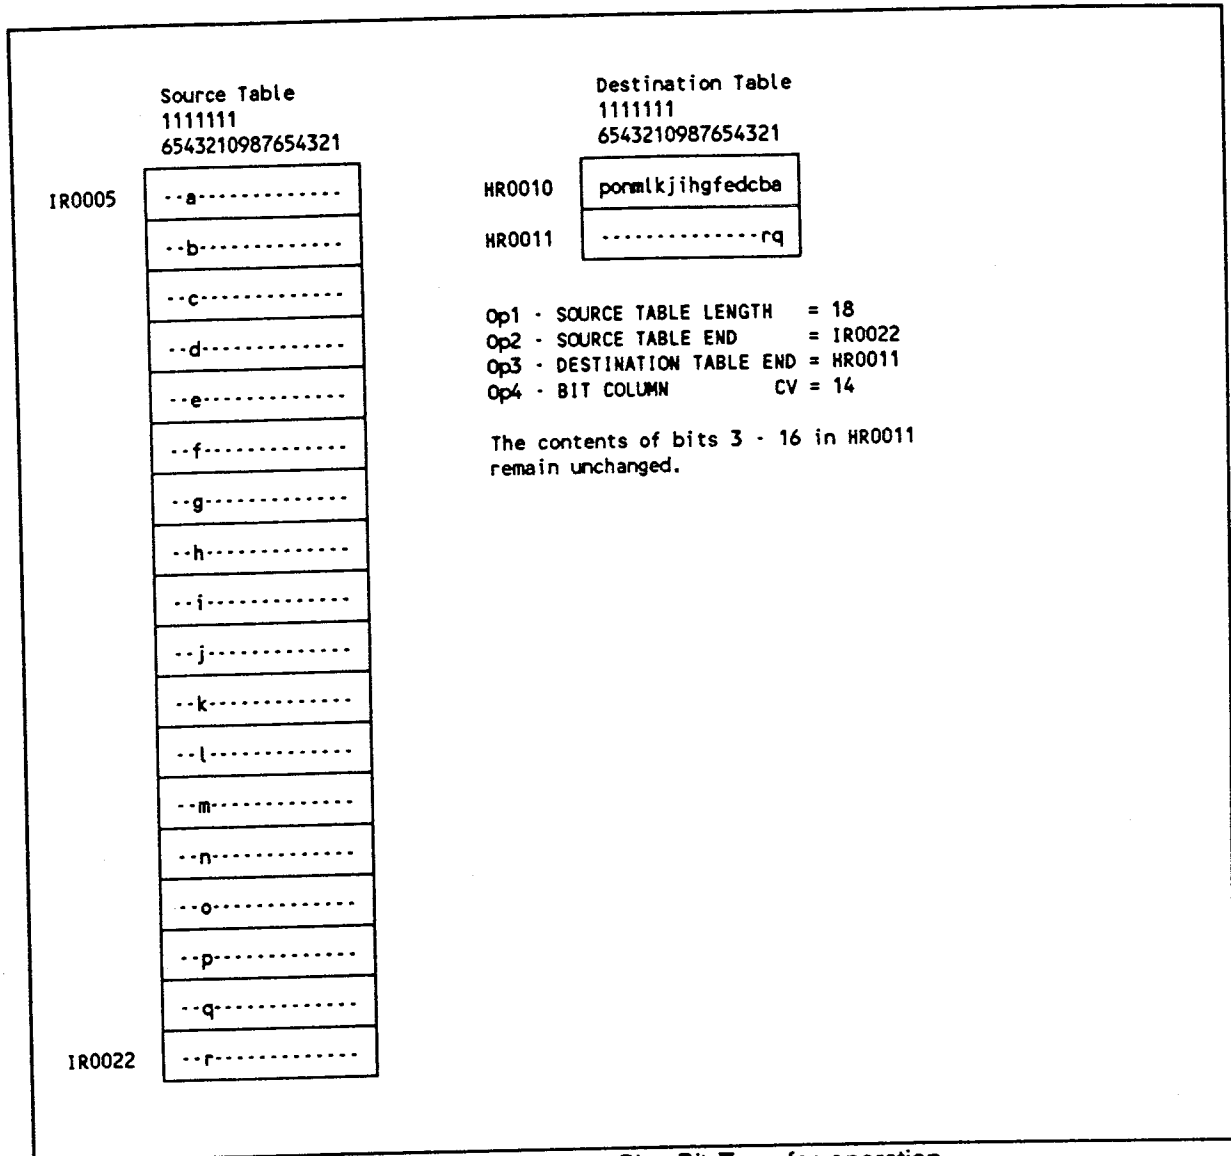 Source Table
1111111
6543210987654321
IR0005
--a-------------
--b-------------
--c-------------
--d-------------
--e-------------
--f-------------
--g-------------
--h-------------
--i-------------
--j-------------
--k-------------
--l-------------
--m-------------
--n-------------
--o-------------
--p-------------
--q-------------
IR0022
--r-------------
Destination Table
1111111
6543210987654321
HR0010
ponmlkjihgfedcba
HR0011
--------------rq
Op1 - SOURCE TABLE LENGTH = 18
Op2 - SOURCE TABLE END = IR0022
Op3 - DESTINATION TABLE END = HR0011
Op4 - BIT COLUMN CV = 14
The contents of bits 3 - 16 in HR0011
remain unchanged.
operation